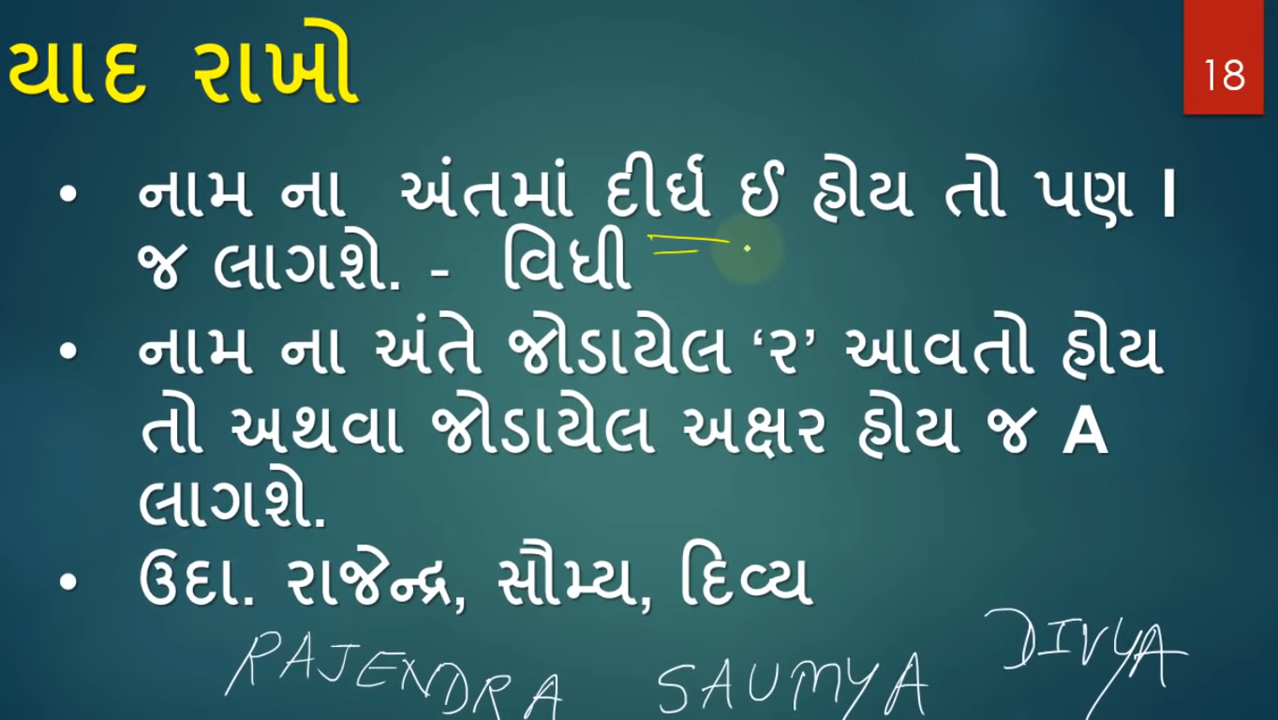 યાદ રાખો
18
• નામ ના અંતમાં દીર્ઘ ઈ હોય તો પણ I
જ લાગશે. - વિધી
• નામ ના અંતે જોડાયેલ ‘ર’ આવતો હોય
તો અથવા જોડાયેલ અક્ષર હોય જ A
લાગશે.
• ઉદા. રાજેન્દ્ર, સૌમ્ય, દિવ્ય
RAJENDRA SAUMYA DIVYA